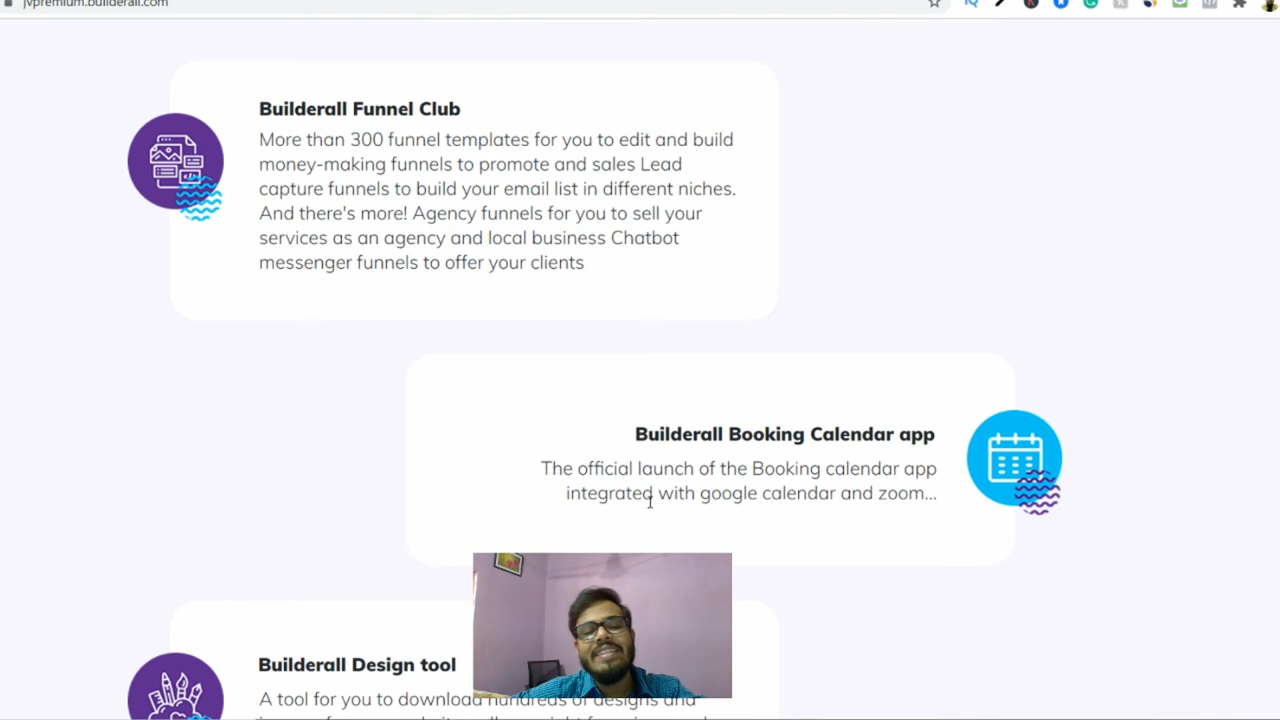 jvpremium.builderall.com
Builderall Funnel Club
More than 300 funnel templates for you to edit and build
money-making funnels to promote and sales Lead
capture funnels to build your email list in different niches.
And there's more! Agency funnels for you to sell your
services as an agency and local business Chatbot
messenger funnels to offer your clients
Builderall Booking Calendar app
The official launch of the Booking calendar app
integrated with google calendar and zoom...
Builderall Design tool
A tool for you to download hundreds of designs and